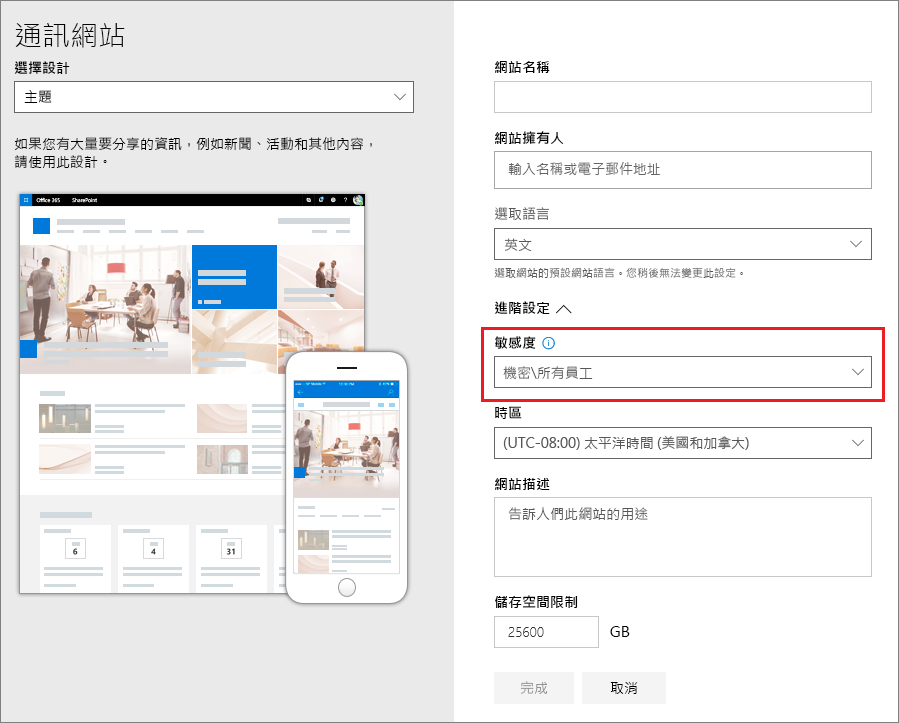 通訊網站
選擇設計
主題
如果您有大量要分享的資訊，例如新聞、活動和其他內容，
請使用此設計。
Office 365 SharePoint
6
4
31
網站名稱
網站擁有人
輸入名稱或電子郵件地址
選取語言
英文
選取網站的預設網站語言。您稍後無法變更此設定。
進階設定
敏感度
機密\所有員工
時區
(UTC-08:00) 太平洋時間 (美國和加拿大)
網站描述
告訴人們此網站的用途
儲存空間限制
25600 GB
完成 取消